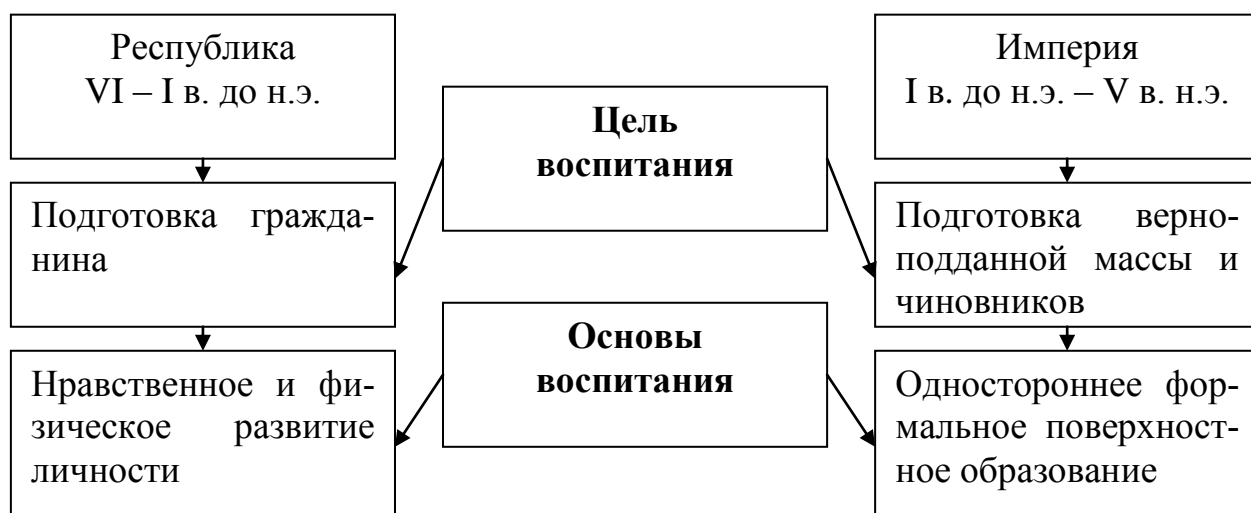 Республика
VI – I в. до н.э.
Империя
I в. до н.э. – V в. н.э.
Цель
воспитания
Подготовка гражда-
нина
Подготовка верно-
подданной массы и
чиновников
Основы
воспитания
Нравственное и фи-
зическое развитие
личности
Одностороннее фор-
мальное поверхност-
ное образование